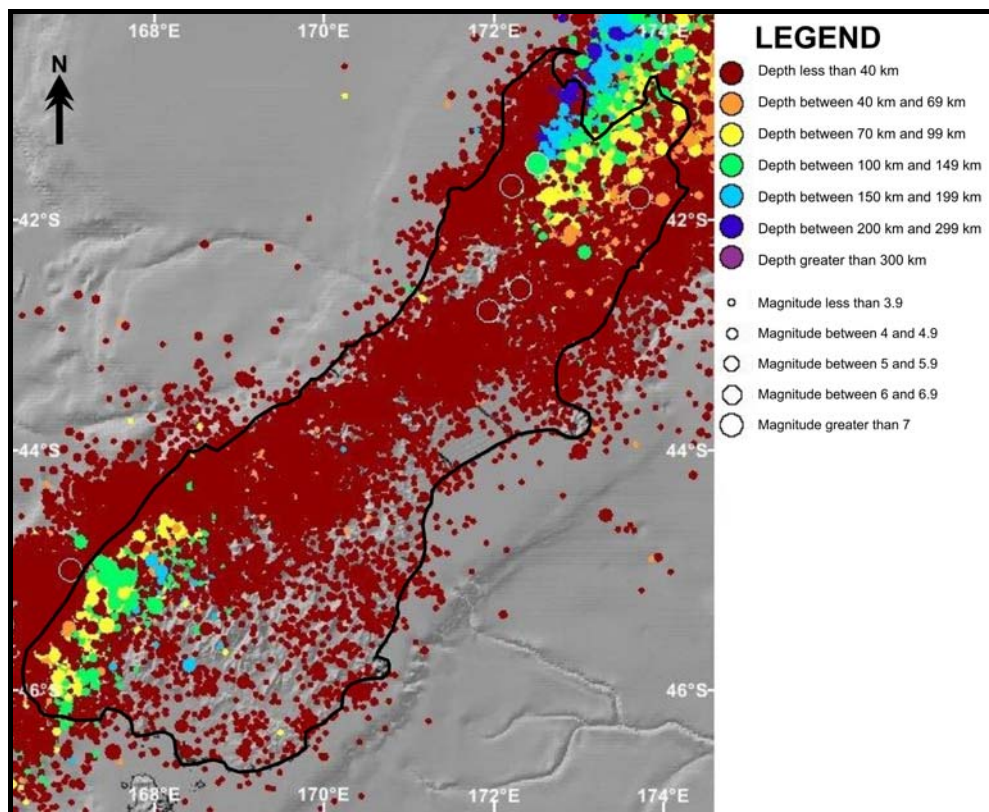 168°E 170°E 172°E 174°E
N
42°S 42°S
44°S 44°S
46°S 46°S
168°E 170°E 172°E 174°E
LEGEND
Depth less than 40 km
Depth between 40 km and 69 km
Depth between 70 km and 99 km
Depth between 100 km and 149 km
Depth between 150 km and 199 km
Depth between 200 km and 299 km
Depth greater than 300 km
Magnitude less than 3.9
Magnitude between 4 and 4.9
Magnitude between 5 and 5.9
Magnitude between 6 and 6.9
Magnitude greater than 7